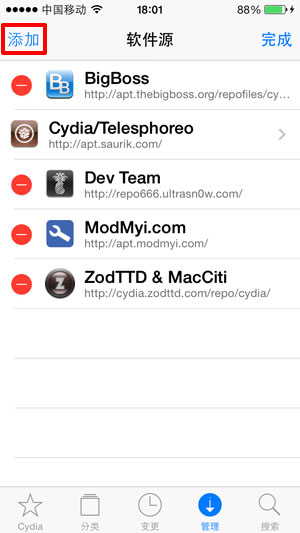 中国移动 18:01 88%
添加 软件源 完成
BigBoss
http://apt.thebigboss.org/repofiles/cy…
Cydia/Telesphoreo
http://apt.saurik.com/
Dev Team
http://repo666.ultrasn0w.com/
ModMyi.com
http://apt.modmyi.com/
ZodTTD & MacCiti
http://cydia.zodttd.com/repo/cydia/
Cydia 分类 变更 管理 搜索